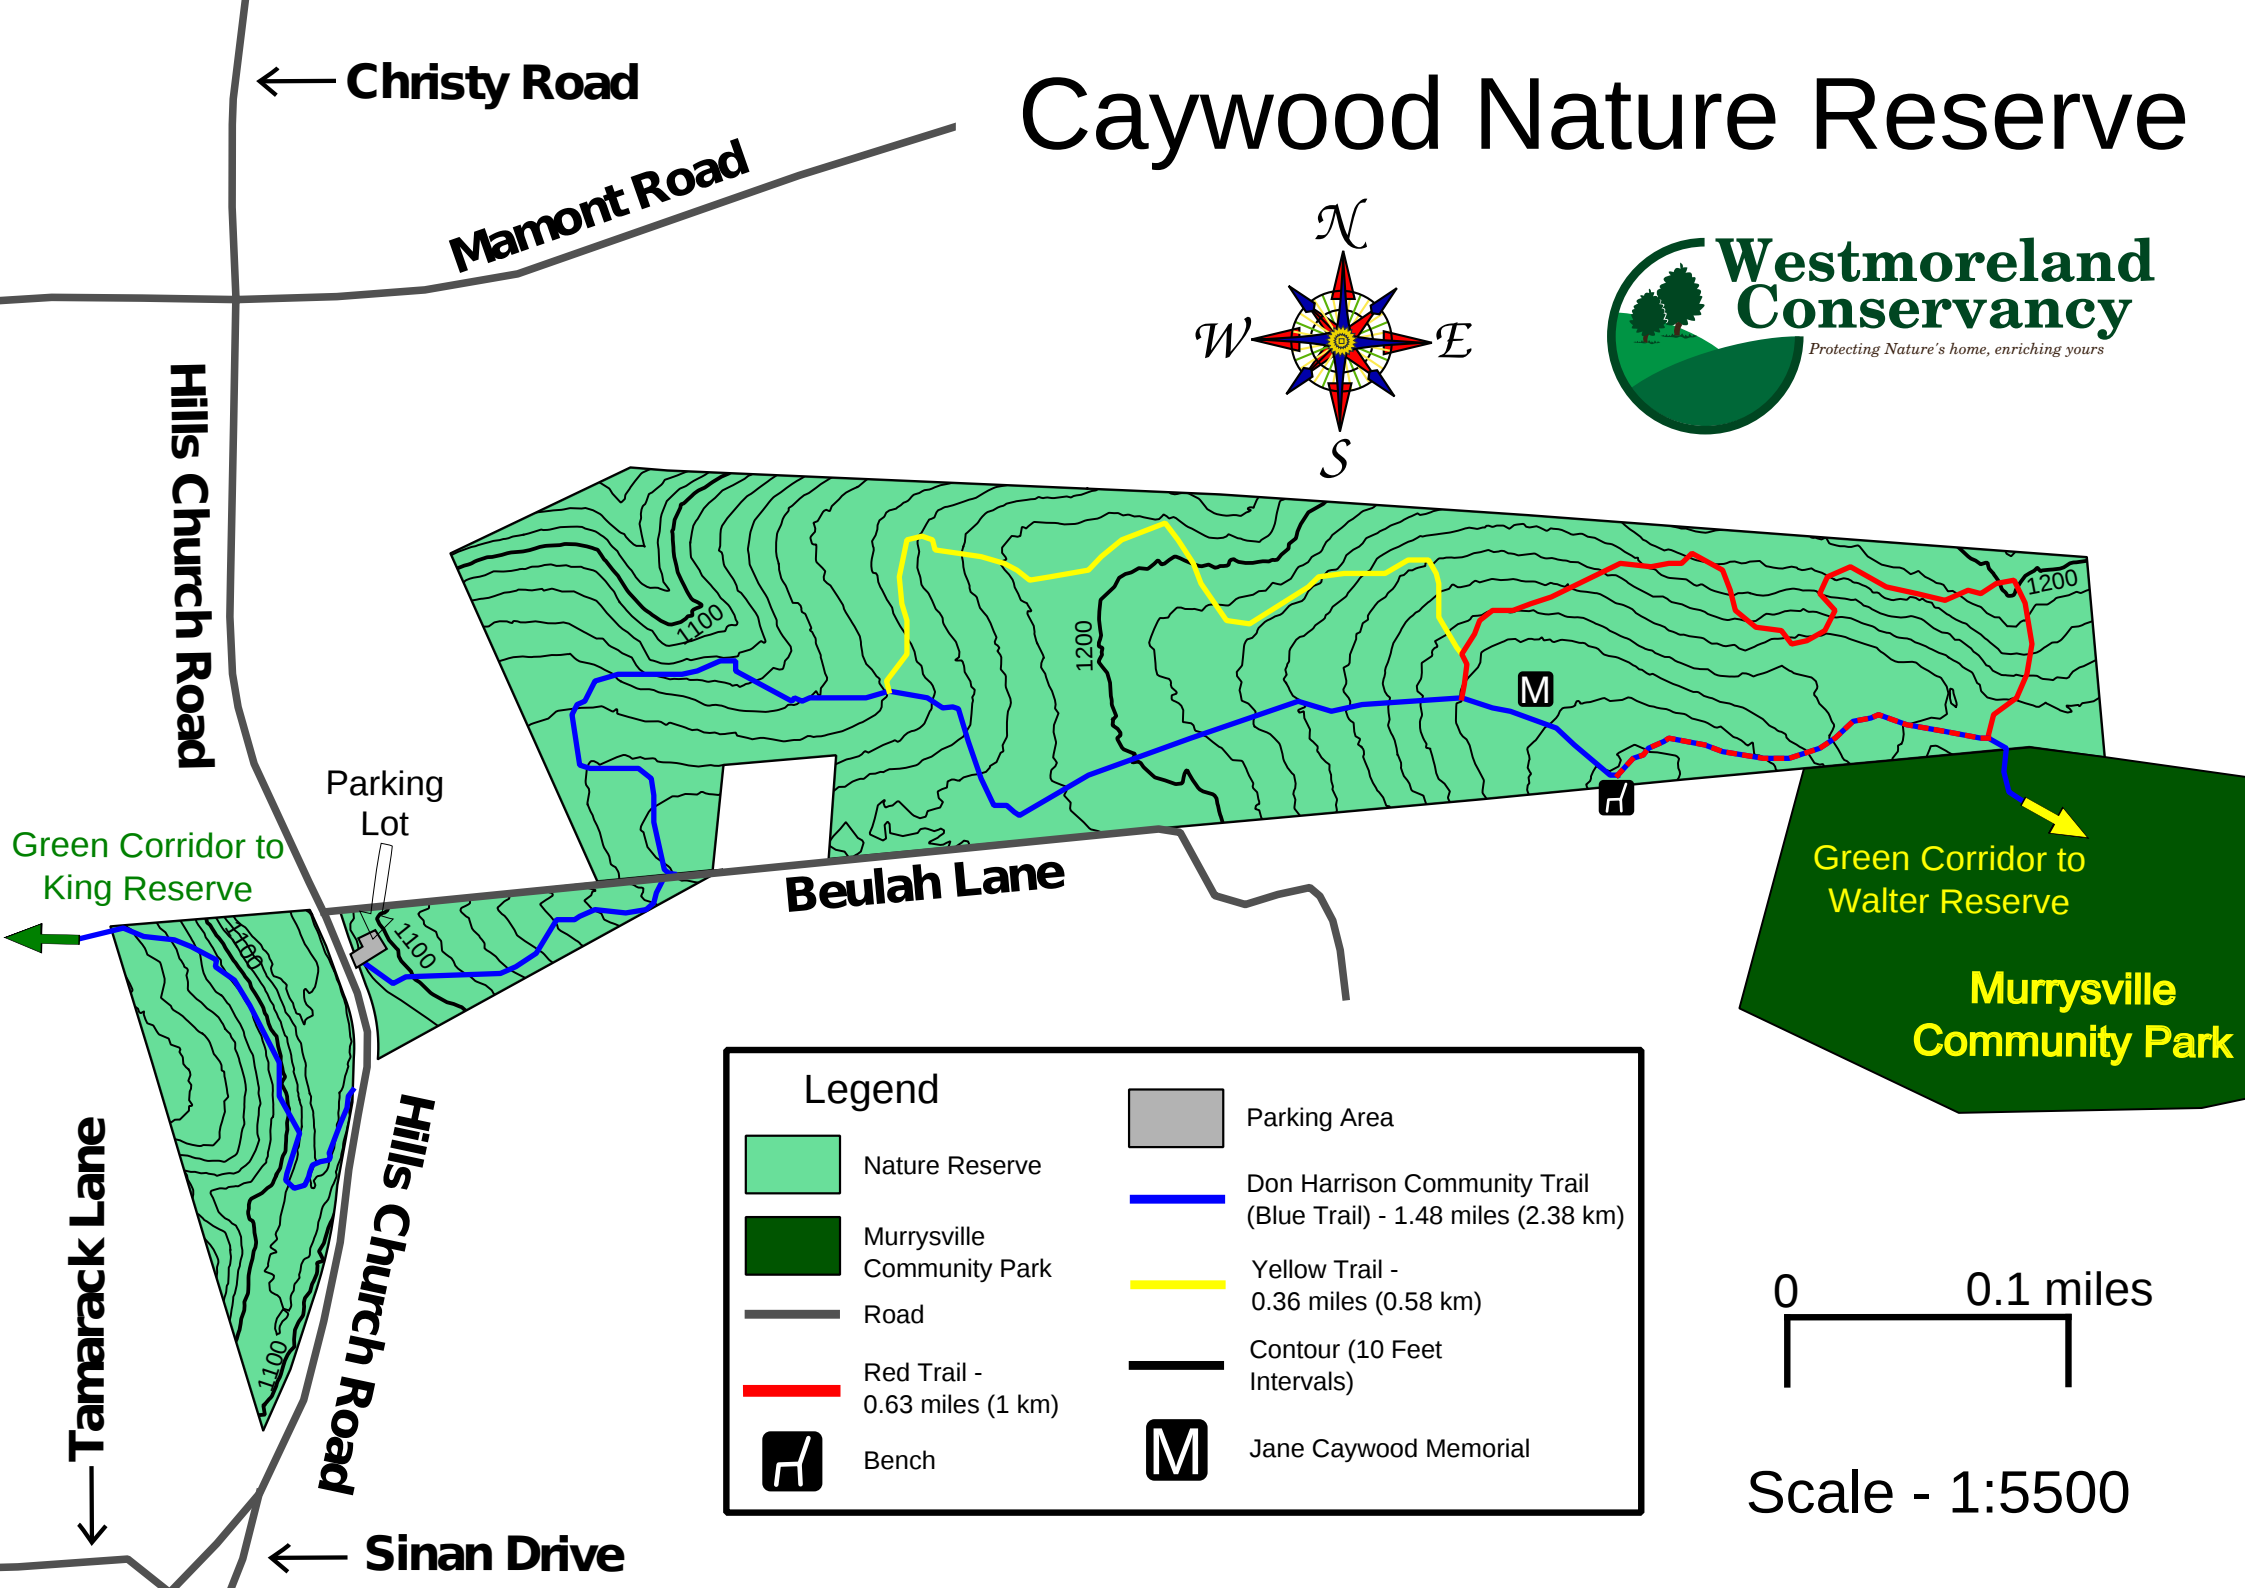 Christy Road
Caywood Nature Reserve
Mamont Road
N
W
E
S
Westmoreland
Conservancy
Protecting Nature's home, enriching yours
Hills Church Road
1100
1200
1200
M
Parking
Lot
Green Corridor to
King Reserve
Beulah Lane
Green Corridor to
Walter Reserve
1100
1100
Murrysville
Community Park
Hills Church Road
Tamarack Lane
1100
Legend
Nature Reserve
Murrysville
Community Park
Road
Red Trail -
0.63 miles (1 km)
Bench
Parking Area
Don Harrison Community Trail
(Blue Trail) - 1.48 miles (2.38 km)
Yellow Trail -
0.36 miles (0.58 km)
Contour (10 Feet
Intervals)
M
Jane Caywood Memorial
0
0.1 miles
Scale - 1:5500
Sinan Drive